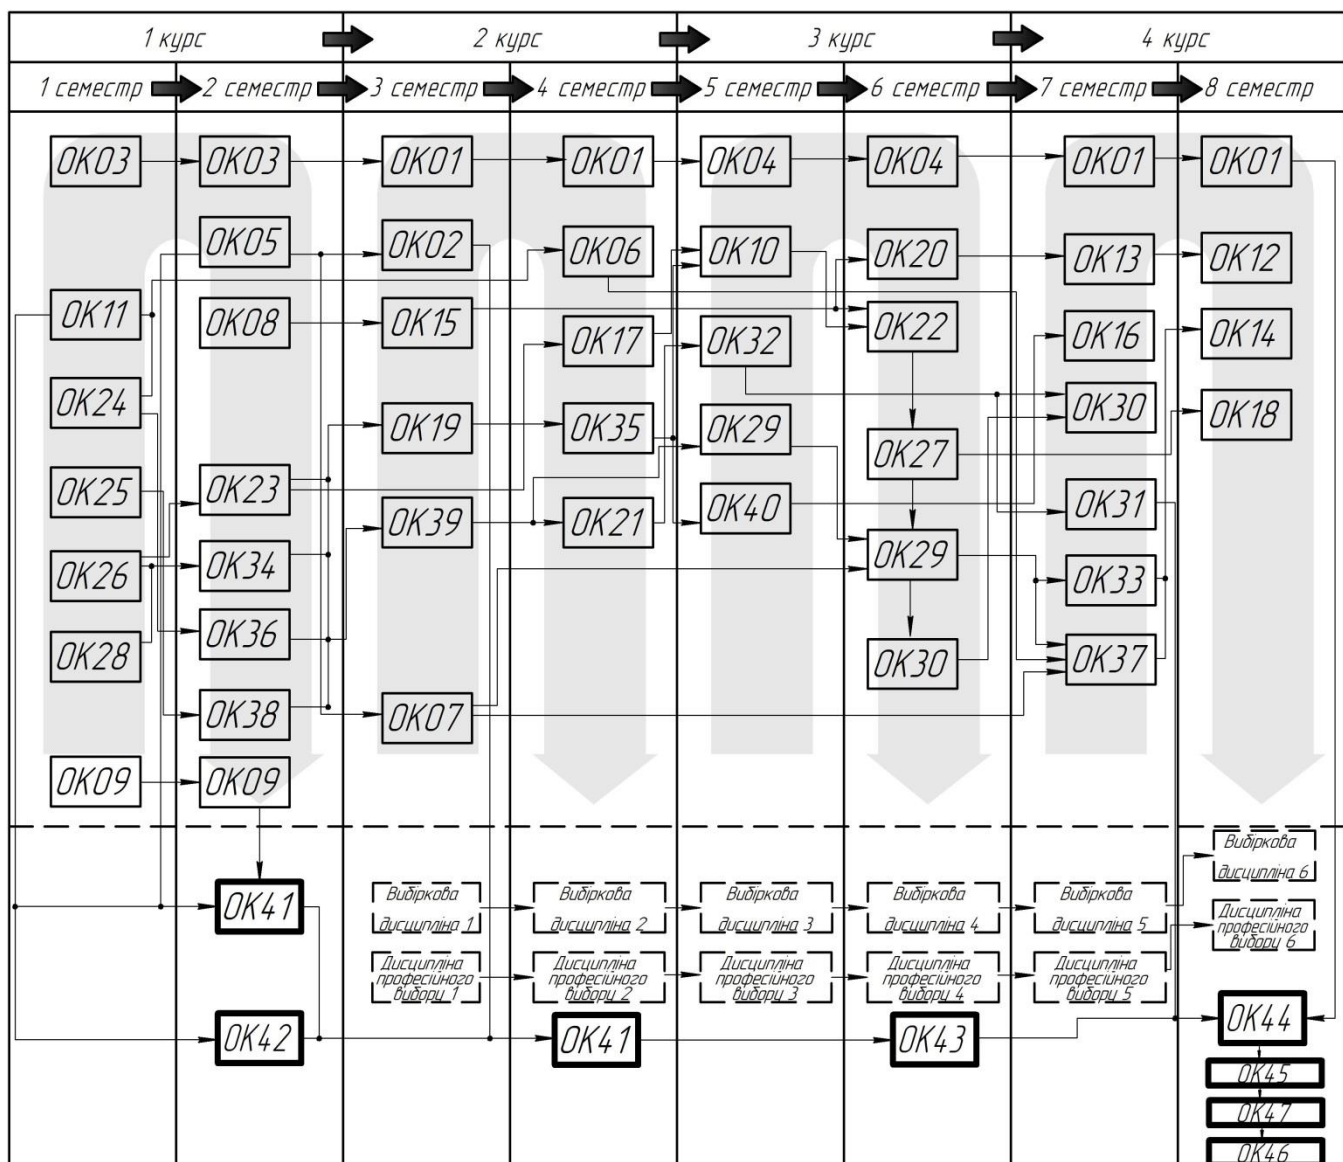 1 курс
2 курс
3 курс
4 курс
1 семестр
2 семестр
3 семестр
4 семестр
5 семестр
6 семестр
7 семестр
8 семестр
ОК03
ОК03
ОК01
ОК01
ОК04
ОК04
ОК01
ОК01
ОК05
ОК02
ОК06
ОК10
ОК20
ОК13
ОК12
ОК11
ОК08
ОК15
ОК17
ОК32
ОК22
ОК16
ОК14
ОК24
ОК19
ОК35
ОК29
ОК27
ОК30
ОК18
ОК25
ОК23
ОК39
ОК21
ОК40
ОК29
ОК31
ОК26
ОК34
ОК33
ОК28
ОК36
ОК30
ОК37
ОК38
ОК07
ОК09
ОК09
ОК41
Вибіркова
дисципліна 1
Вибіркова
дисципліна 2
Вибіркова
дисципліна 3
Вибіркова
дисципліна 4
Вибіркова
дисципліна 5
Вибіркова
дисципліна 6
Дисципліна
професійного
вибору 1
Дисципліна
професійного
вибору 2
Дисципліна
професійного
вибору 3
Дисципліна
професійного
вибору 4
Дисципліна
професійного
вибору 5
Дисципліна
професійного
вибору 6
ОК42
ОК41
ОК43
ОК44
ОК45
ОК47
ОК46